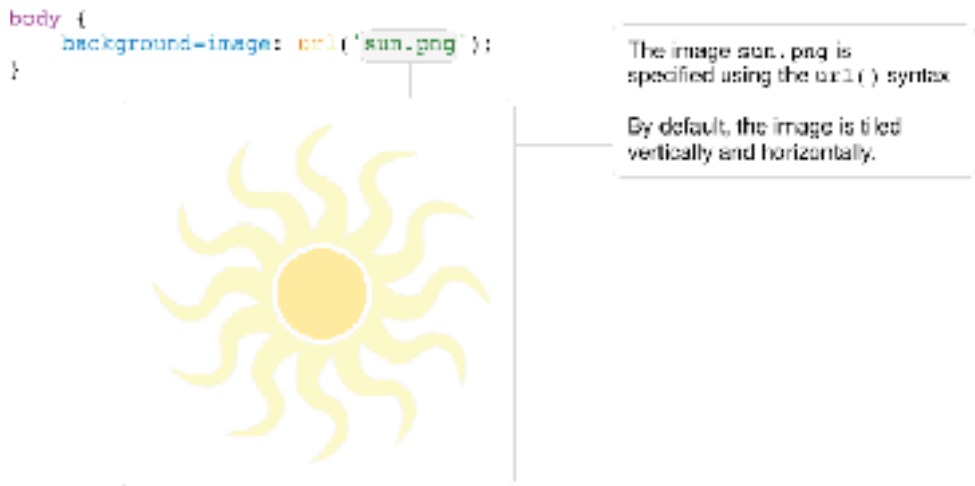 body {
background-image: url('sun.png');
}
The image sun.png is
specified using the url() syntax
By default, the image is tiled
vertically and horizontally.